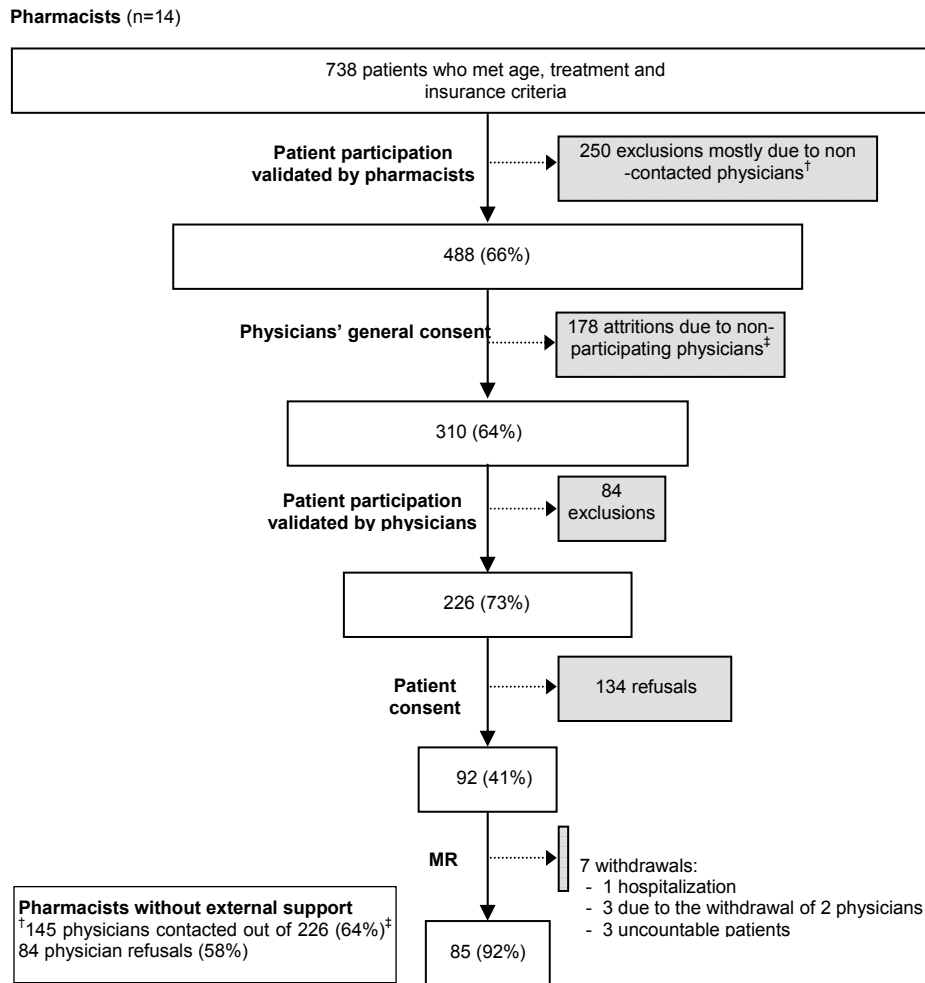 Pharmacists (n=14)
738 patients who met age, treatment and
insurance criteria
Patient participation
validated by pharmacists
250 exclusions mostly due to non
-contacted physicians†
488 (66%)
Physicians’ general consent
178 attritions due to non-
participating physicians‡
310 (64%)
Patient participation
validated by physicians
84
exclusions
226 (73%)
Patient
consent
134 refusals
92 (41%)
MR
7 withdrawals:
- 1 hospitalization
- 3 due to the withdrawal of 2 physicians
- 3 uncountable patients
Pharmacists without external support
†145 physicians contacted out of 226 (64%)‡
84 physician refusals (58%)
85 (92%)